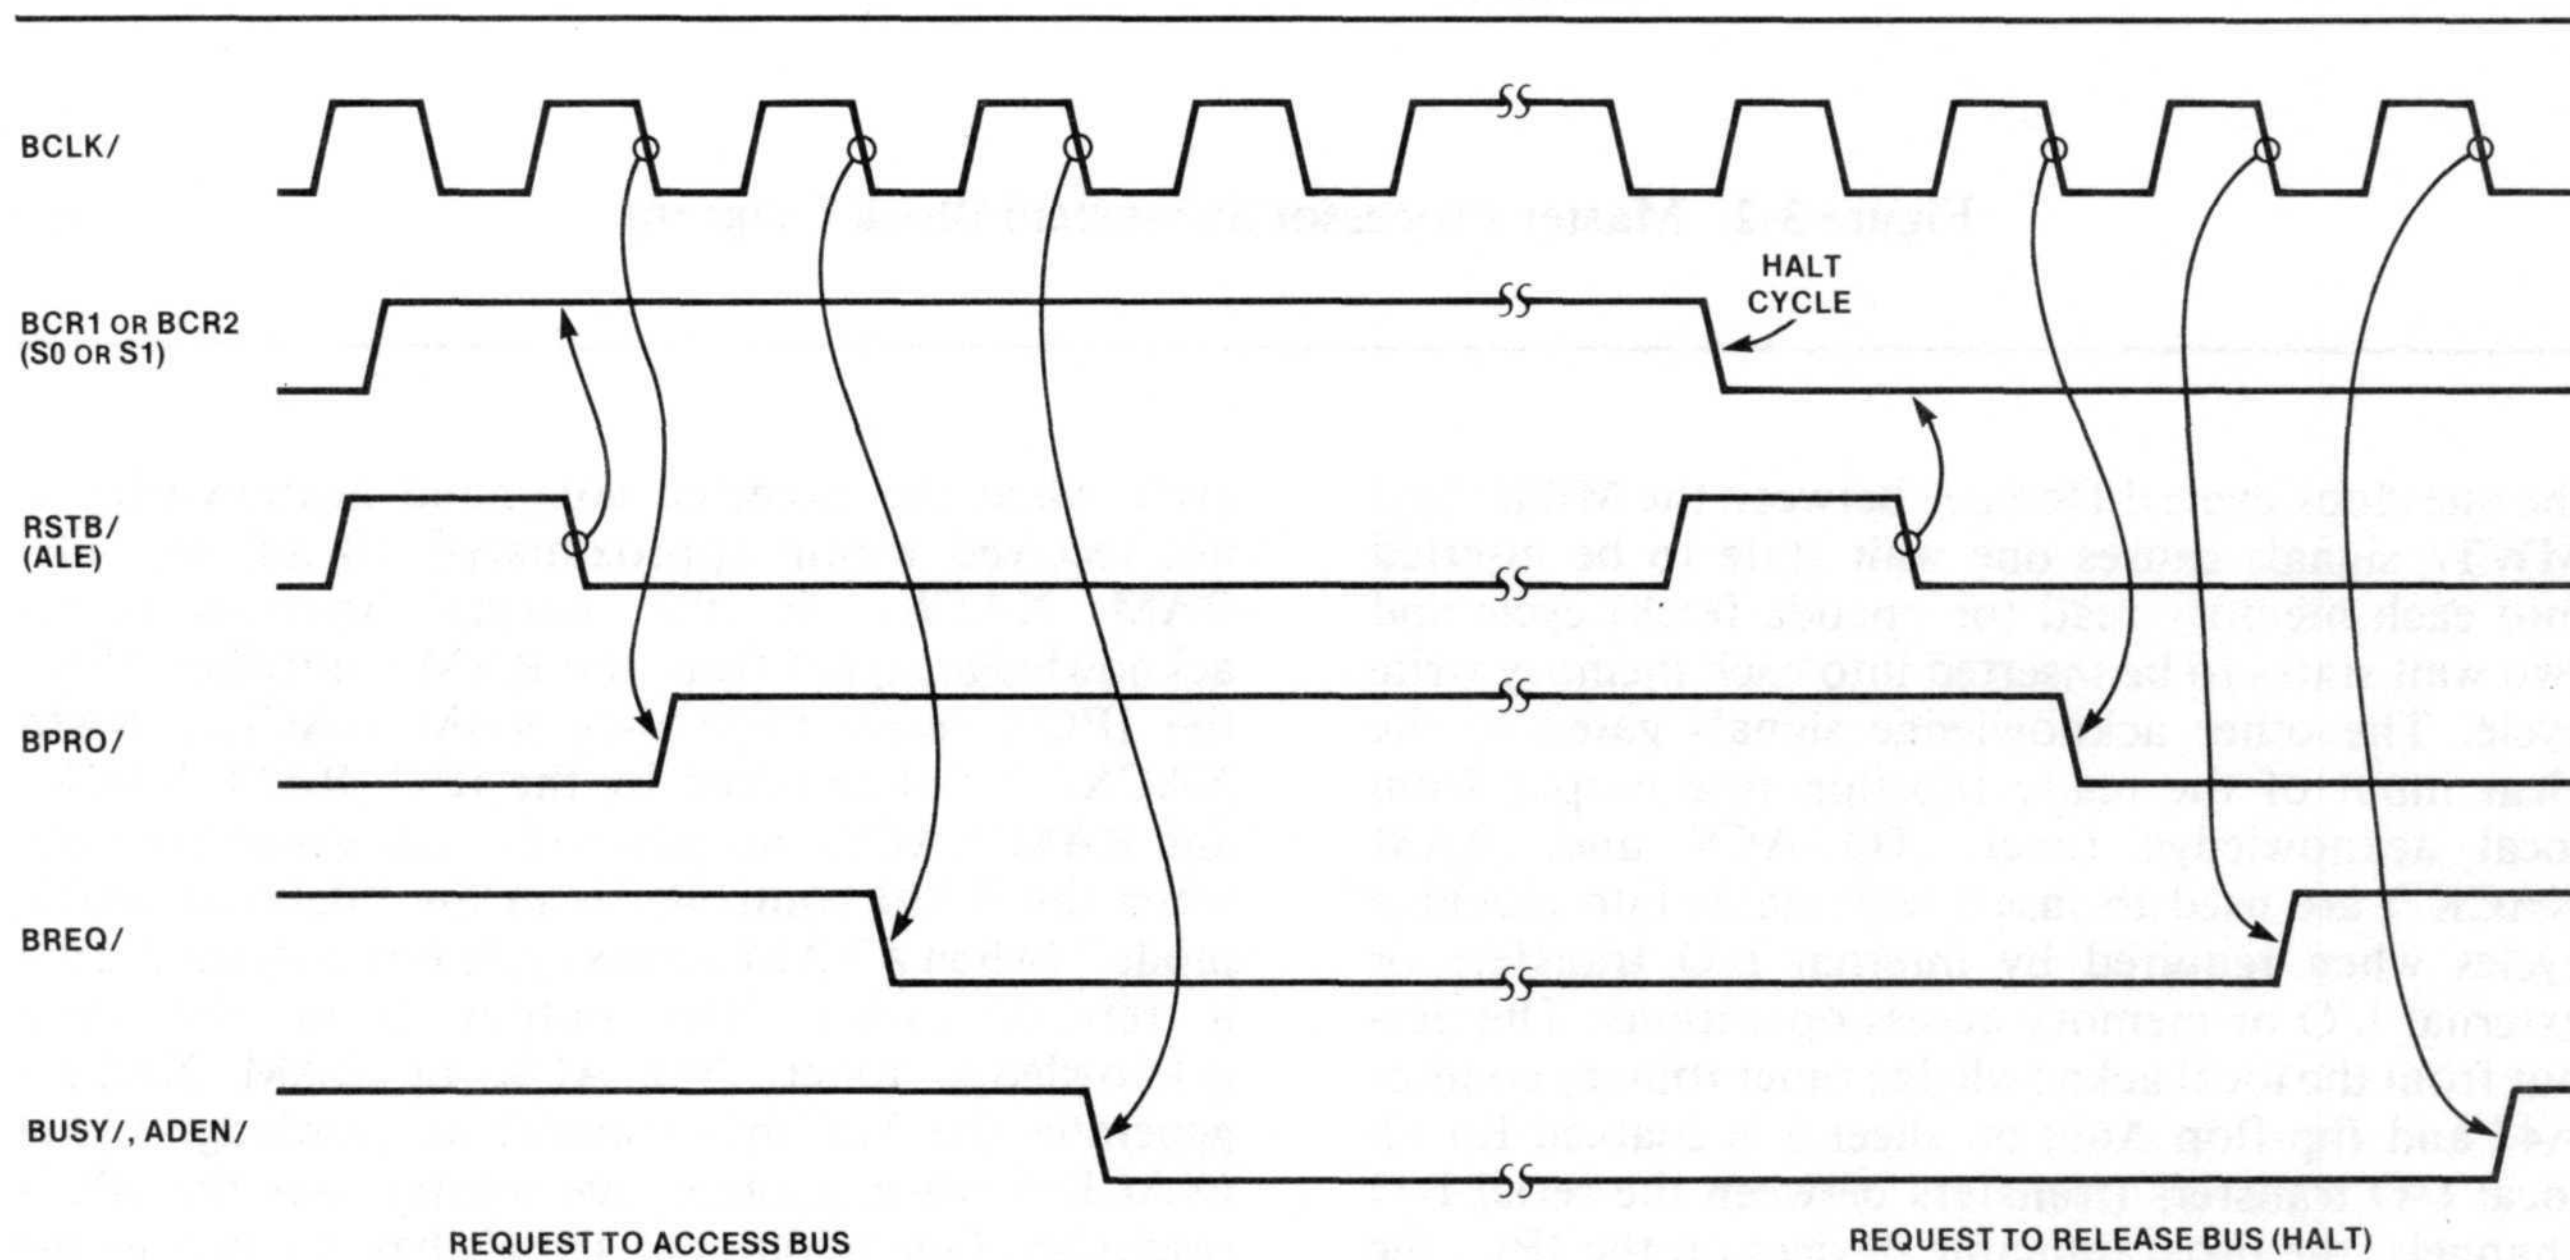 BCLK/
HALT
CYCLE
BCR1 OR BCR2
(S0 OR S1)
RSTB/
(ALE)
BPRO/
BREQ/
BUSY/, ADEN/
REQUEST TO ACCESS BUS
REQUEST TO RELEASE BUS (HALT)